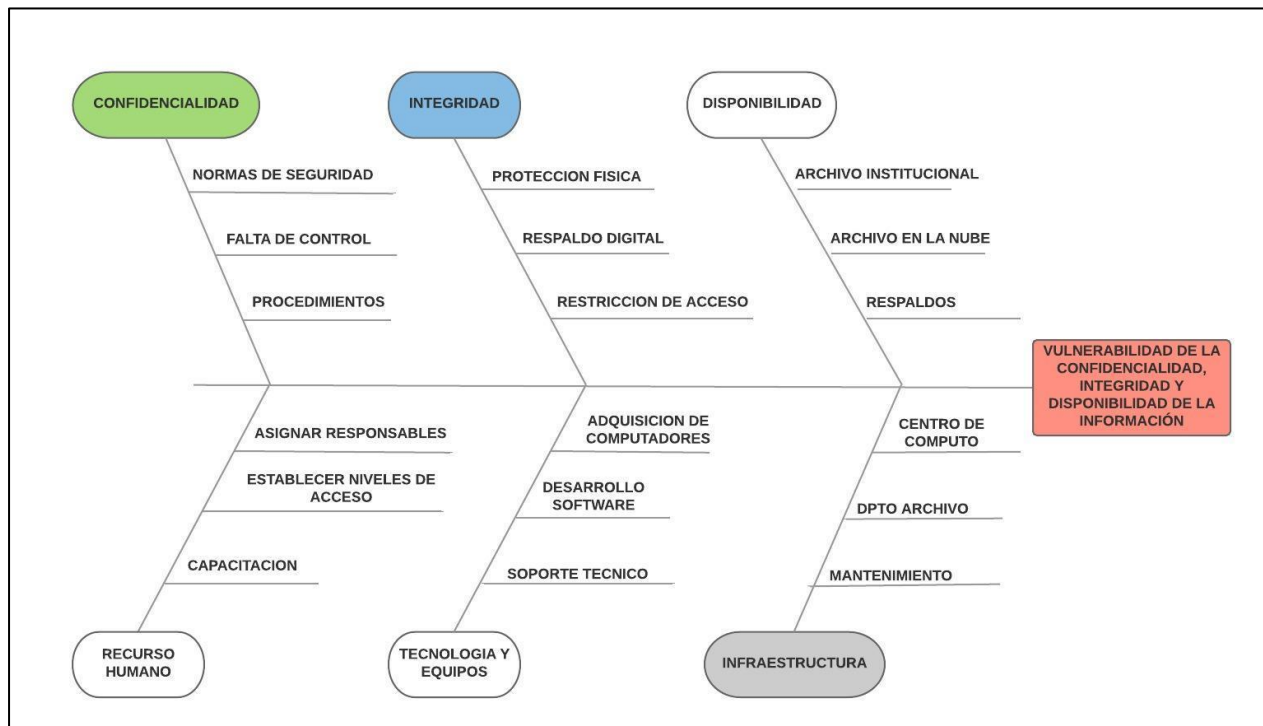 CONFIDENCIALIDAD
INTEGRIDAD
DISPONIBILIDAD
NORMAS DE SEGURIDAD
PROTECCION FISICA
ARCHIVO INSTITUCIONAL
FALTA DE CONTROL
RESPALDO DIGITAL
ARCHIVO EN LA NUBE
PROCEDIMIENTOS
RESTRICCION DE ACCESO
RESPALDOS
VULNERABILIDAD DE LA
CONFIDENCIALIDAD,
INTEGRIDAD Y
DISPONIBILIDAD DE LA
INFORMACIÓN
ASIGNAR RESPONSABLES
ADQUISICION DE
COMPUTADORES
CENTRO DE
COMPUTO
ESTABLECER NIVELES DE
ACCESO
DESARROLLO
SOFTWARE
DPTO ARCHIVO
CAPACITACION
SOPORTE TECNICO
MANTENIMIENTO
RECURSO
HUMANO
TECNOLOGIA Y
EQUIPOS
INFRAESTRUCTURA